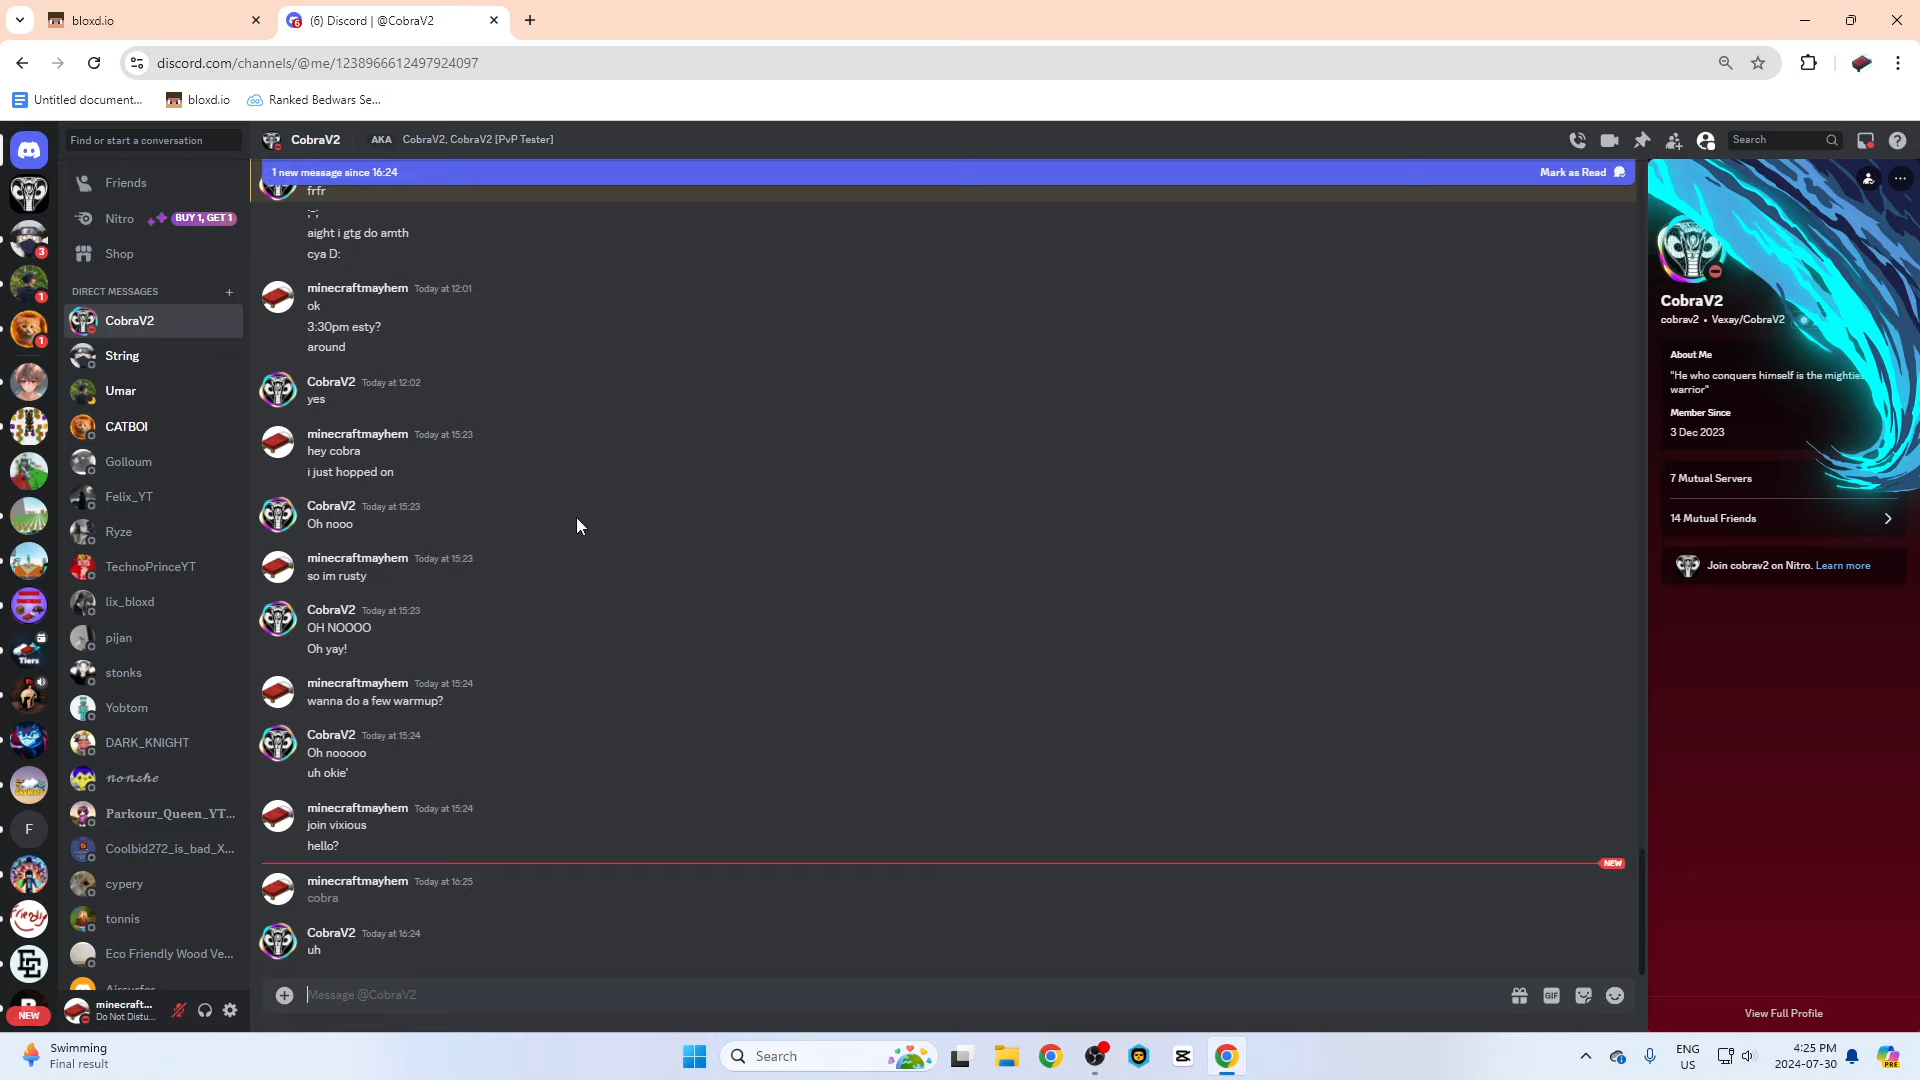 bloxd.io
(6) Discord | @CobraV2
discord.com/channels/@me/1238966612497924097
Untitled document...
bloxd.io
Ranked Bedwars Se...
Find or start a conversation
CobraV2
AKA
CobraV2, CobraV2 [PvP Tester]
Search
1 new message since 16:24
Mark as Read
Friends
Nitro
BUY 1, GET 1
Shop
DIRECT MESSAGES
CobraV2
String
Umar
CATBOI
Golloum
Felix_YT
Ryze
TechnoPrinceYT
lix_bloxd
pijan
stonks
Yobtom
DARK_KNIGHT
𝓃𝑜𝓃𝓈𝒽𝑒
Parkour_Queen_YT...
Coolbid272_is_bad_X...
cypery
tonnis
Eco Friendly Wood Ve...
3
1
1
Tiers
F
Friendly
NEW
minecraft...
Do Not Distu...
frfr
;-;
aight i gtg do amth
cya D:
minecraftmayhem Today at 12:01
ok
3:30pm esty?
around
CobraV2 Today at 12:02
yes
minecraftmayhem Today at 15:23
hey cobra
i just hopped on
CobraV2 Today at 15:23
Oh nooo
minecraftmayhem Today at 15:23
so im rusty
CobraV2 Today at 15:23
OH NOOOO
Oh yay!
minecraftmayhem Today at 15:24
wanna do a few warmup?
CobraV2 Today at 15:24
Oh nooooo
uh okie'
minecraftmayhem Today at 15:24
join vixious
hello?
NEW
minecraftmayhem Today at 16:25
cobra
CobraV2 Today at 16:24
uh
Message @CobraV2
GIF
CobraV2
cobrav2 • Vexay/CobraV2
About Me
"He who conquers himself is the mighties
warrior"
Member Since
3 Dec 2023
7 Mutual Servers
14 Mutual Friends
Join cobrav2 on Nitro. Learn more
View Full Profile
Swimming
Final result
Search
ENG
US
4:25 PM
2024-07-30
PRE